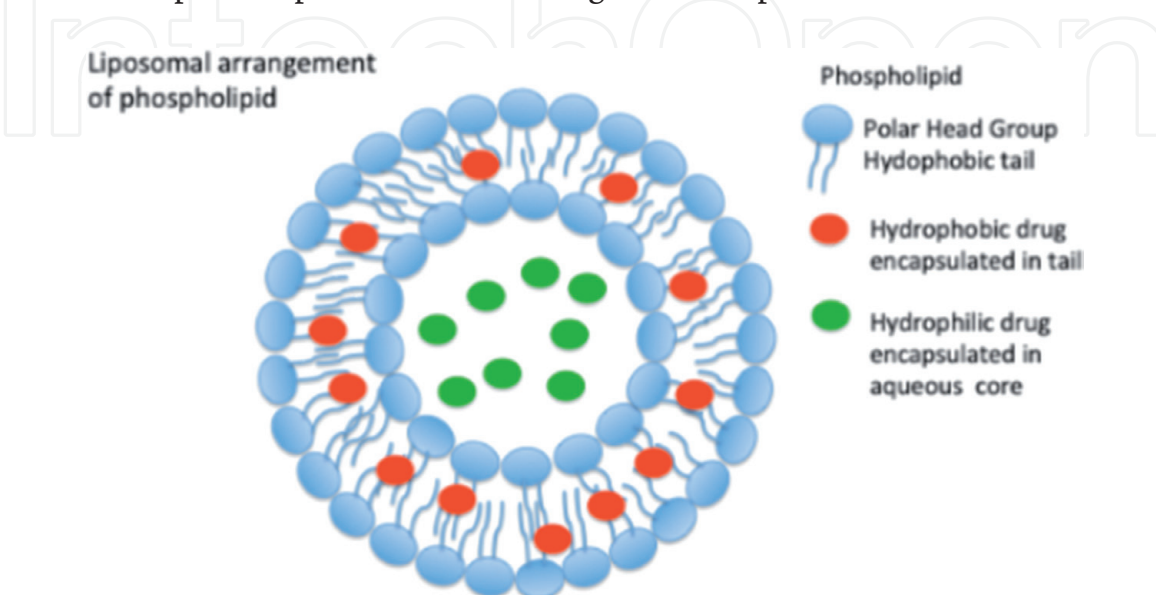 Liposomal arrangement
of phospholipid
Phospholipid
Polar Head Group
Hydophobic tail
Hydrophobic drug
encapsulated in tail
Hydrophilic drug
encapsulated in
aqueous core
IntechOpen